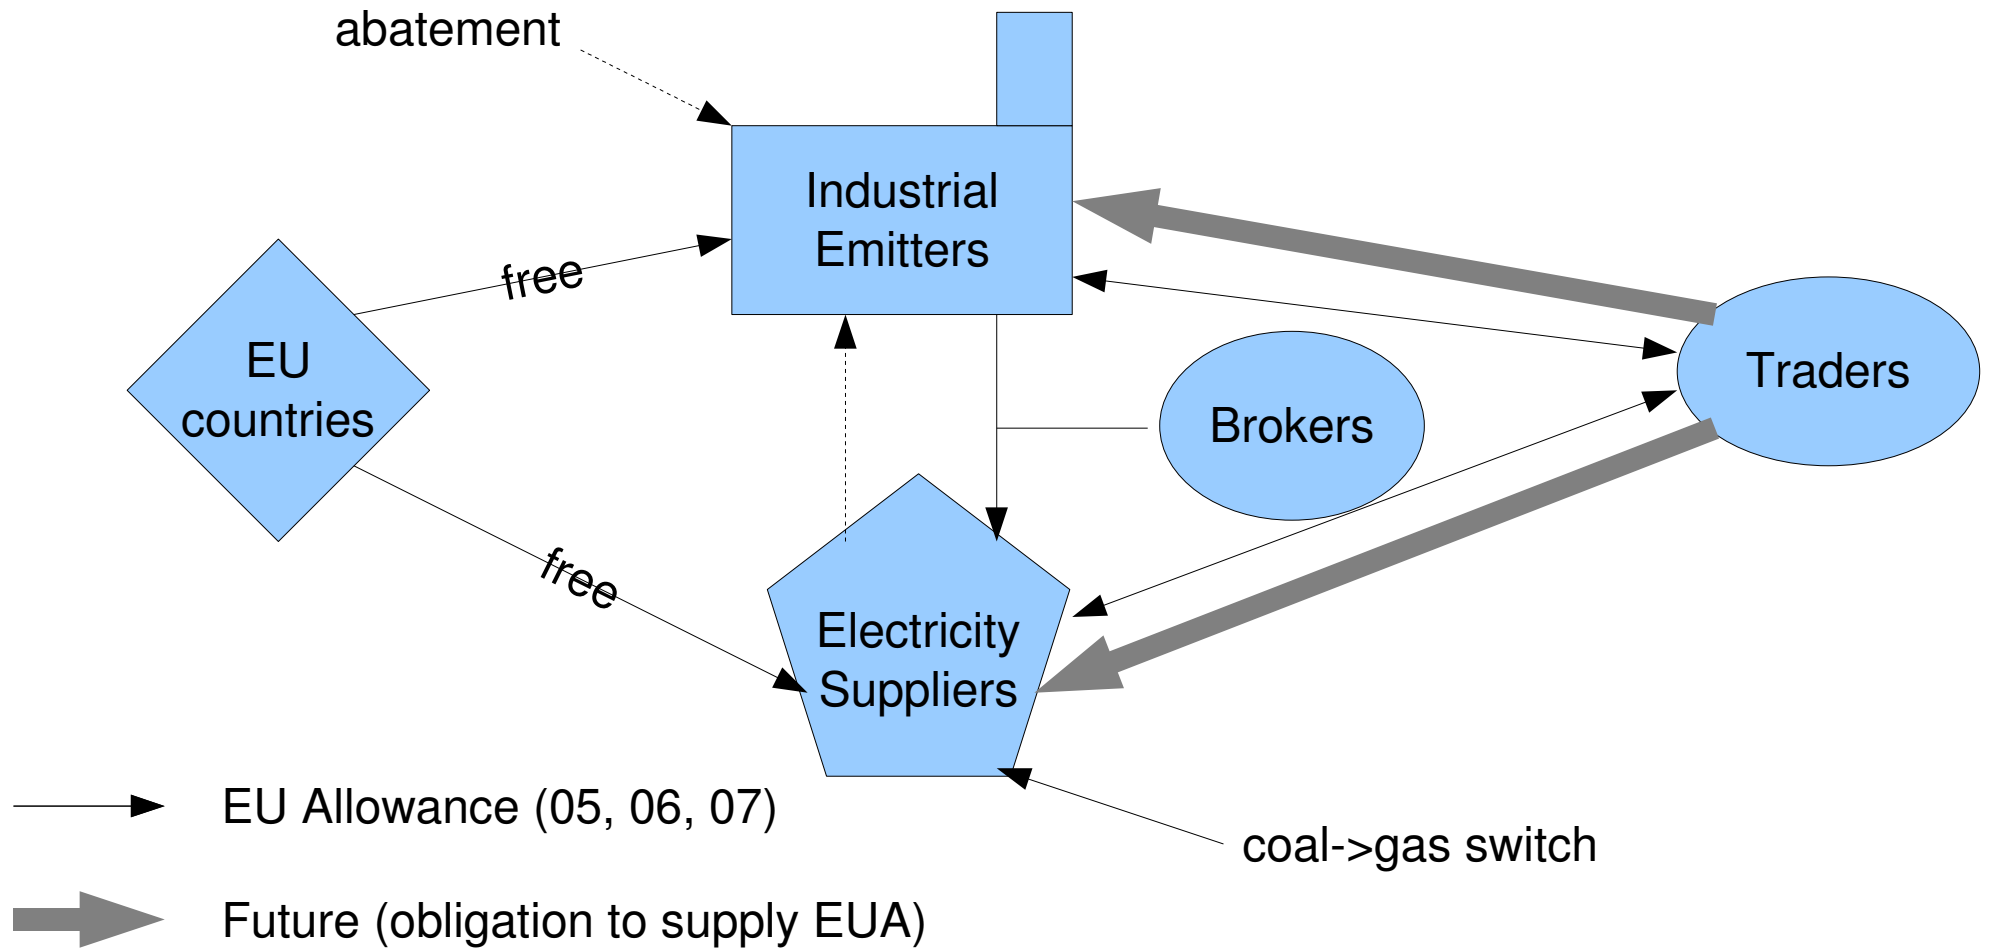 abatement
Industrial
Emitters
free
EU
countries
Traders
Brokers
free
Electricity
Suppliers
EU Allowance (05, 06, 07)
coal->gas switch
Future (obligation to supply EUA)